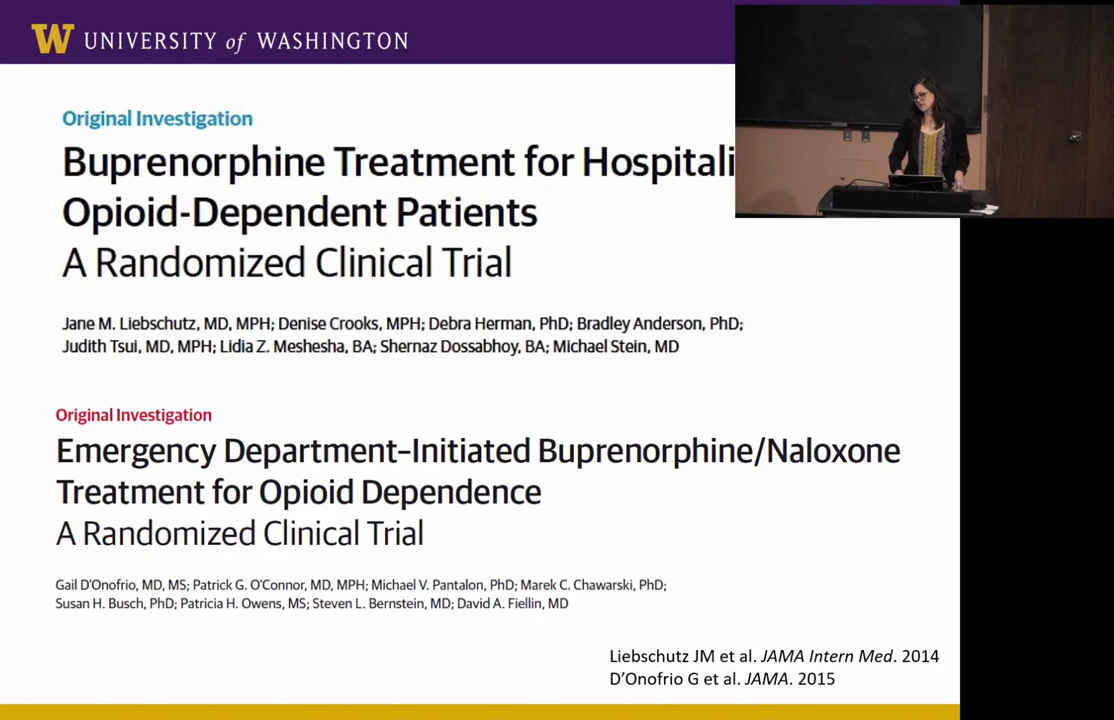 W UNIVERSITY of WASHINGTON
Original Investigation
Buprenorphine Treatment for Hospitali
Opioid-Dependent Patients
A Randomized Clinical Trial
Jane M. Liebschutz, MD, MPH; Denise Crooks, MPH; Debra Herman, PhD; Bradley Anderson, PhD;
Judith Tsui, MD, MPH; Lidia Z. Meshesha, BA; Shernaz Dossabhoy, BA; Michael Stein, MD
Original Investigation
Emergency Department–Initiated Buprenorphine/Naloxone
Treatment for Opioid Dependence
A Randomized Clinical Trial
Gail D'Onofrio, MD, MS; Patrick G. O'Connor, MD, MPH; Michael V. Pantalon, PhD; Marek C. Chawarski, PhD;
Susan H. Busch, PhD; Patricia H. Owens, MS; Steven L. Bernstein, MD; David A. Fiellin, MD
Liebschutz JM et al. JAMA Intern Med. 2014
D'Onofrio G et al. JAMA. 2015